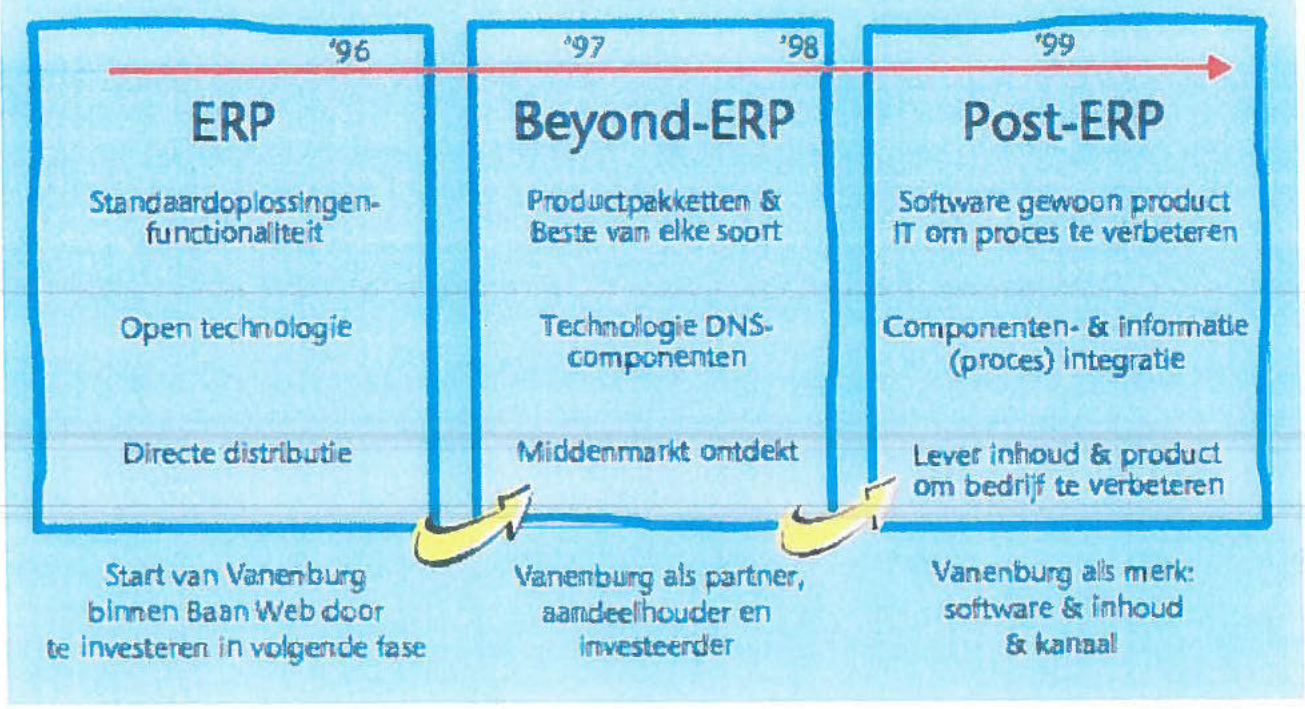 '96
'97
'98
'99
ERP
Standaardoplossingen-
functionaliteit
Open technologie
Directe distributie
Start van Vanenburg
binnen Baan Web door
te investeren in volgende fase
Beyond-ERP
Productpakketten &
Beste van elke soort
Technologie DNS-
componenten
Middenmarkt ontdekt
Vanenburg als partner,
aandeelhouder en
investeerder
Post-ERP
Software gewoon product
IT om proces te verbeteren
Componenten- & informatie
(proces) integratie
Lever inhoud & product
om bedrijf te verbeteren
Vanenburg als merk:
software & inhoud
& kanaal